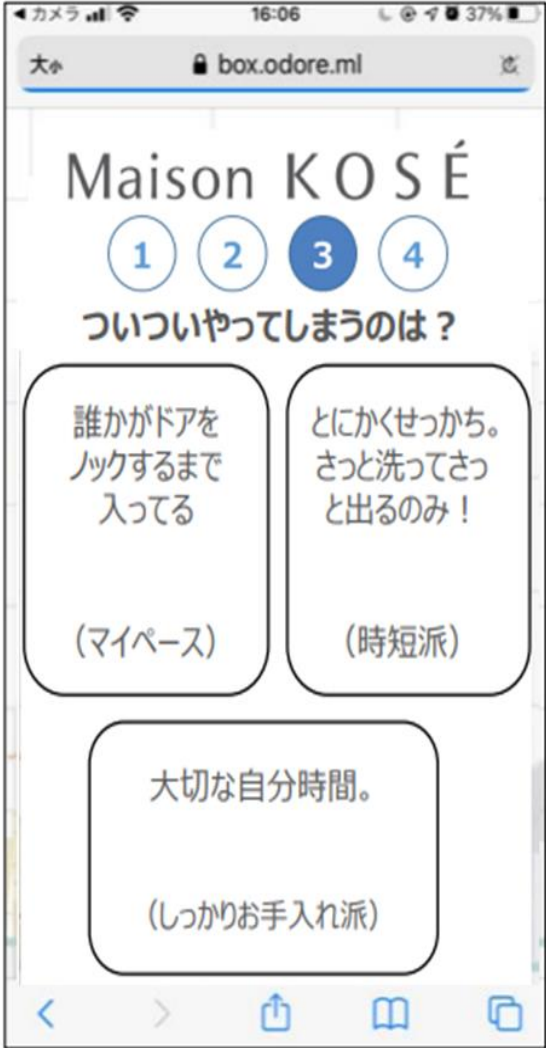 カメラ 16:06 37%
大小 box.odore.ml
Maison KOSÉ
1 2 3 4
ついついやってしまうのは？
誰かがドアを
ノックするまで
入ってる
（マイペース）
とにかくせっかち。
さっと洗ってさっ
と出るのみ！
（時短派）
大切な自分時間。
（しっかりお手入れ派）